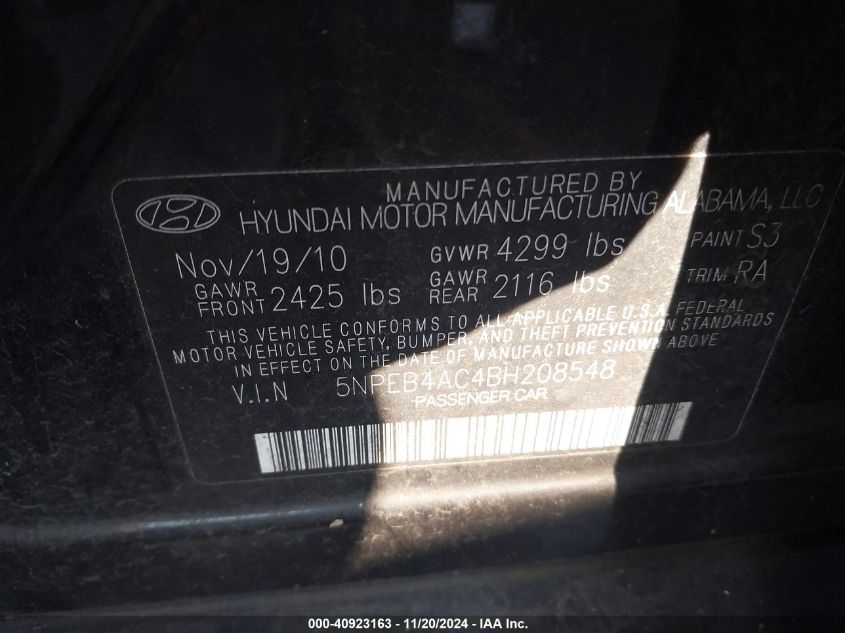 MANUFACTURED BY
HYUNDAI MOTOR MANUFACTURING ALABAMA, LLC
Nov/19/10 GVWR 4299 lbs PAINT S3
GAWR FRONT 2425 lbs GAWR REAR 2116 lbs TRIM RA
THIS VEHICLE CONFORMS TO ALL APPLICABLE U.S.A. FEDERAL
MOTOR VEHICLE SAFETY, BUMPER, AND THEFT PREVENTION STANDARDS
IN EFFECT ON THE DATE OF MANUFACTURE SHOWN ABOVE
V.I.N 5NPEB4AC4BH208548
PASSENGER CAR
000-40923163 - 11/20/2024 - IAA Inc.